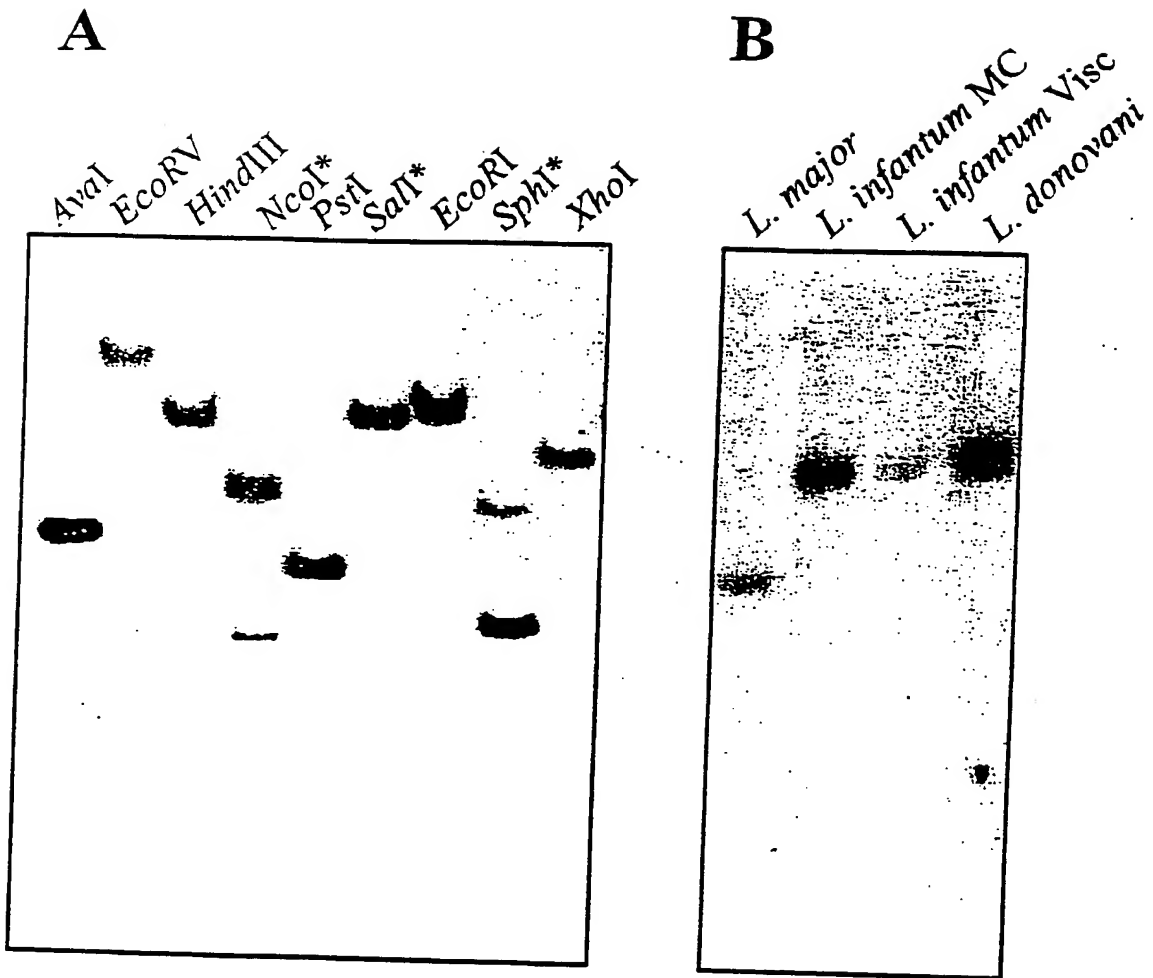 A
B
AvaI
EcoRV
HindIII
NcoI*
PstI
SalI*
EcoRI
SphI*
XhoI
L. major
L. infantum MC
L. infantum Visc
L. donovani